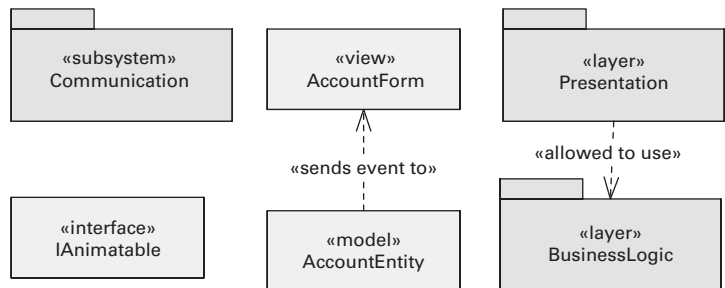 «subsystem»
Communication
«view»
AccountForm
«layer»
Presentation
«sends event to»
«allowed to use»
«interface»
IAnimatable
«model»
AccountEntity
«layer»
BusinessLogic